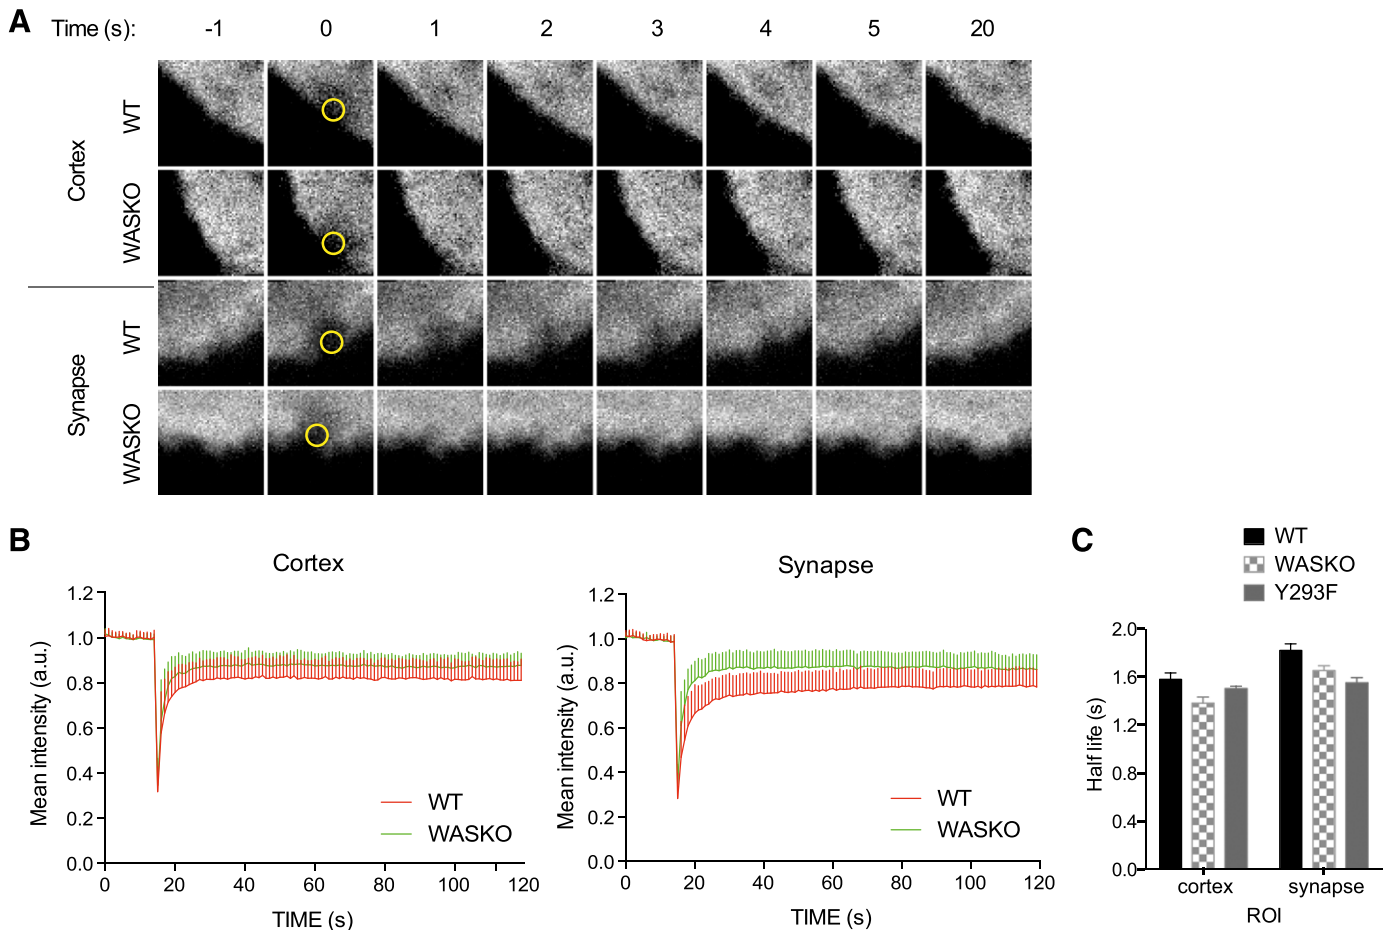 A
Time (s): -1 0 1 2 3 4 5 20
Cortex
WT
WASKO
Synapse
WT
WASKO
B
Cortex
Mean intensity (a.u.)
1.2
1.0
0.8
0.6
0.4
0.2
0.0
0 20 40 60 80 100 120
TIME (s)
WT
WASKO
Synapse
Mean intensity (a.u.)
1.2
1.0
0.8
0.6
0.4
0.2
0.0
0 20 40 60 80 100 120
TIME (s)
WT
WASKO
C
WT
WASKO
Y293F
Half life (s)
2.0
1.6
1.2
0.8
0.4
0.0
cortex synapse
ROI